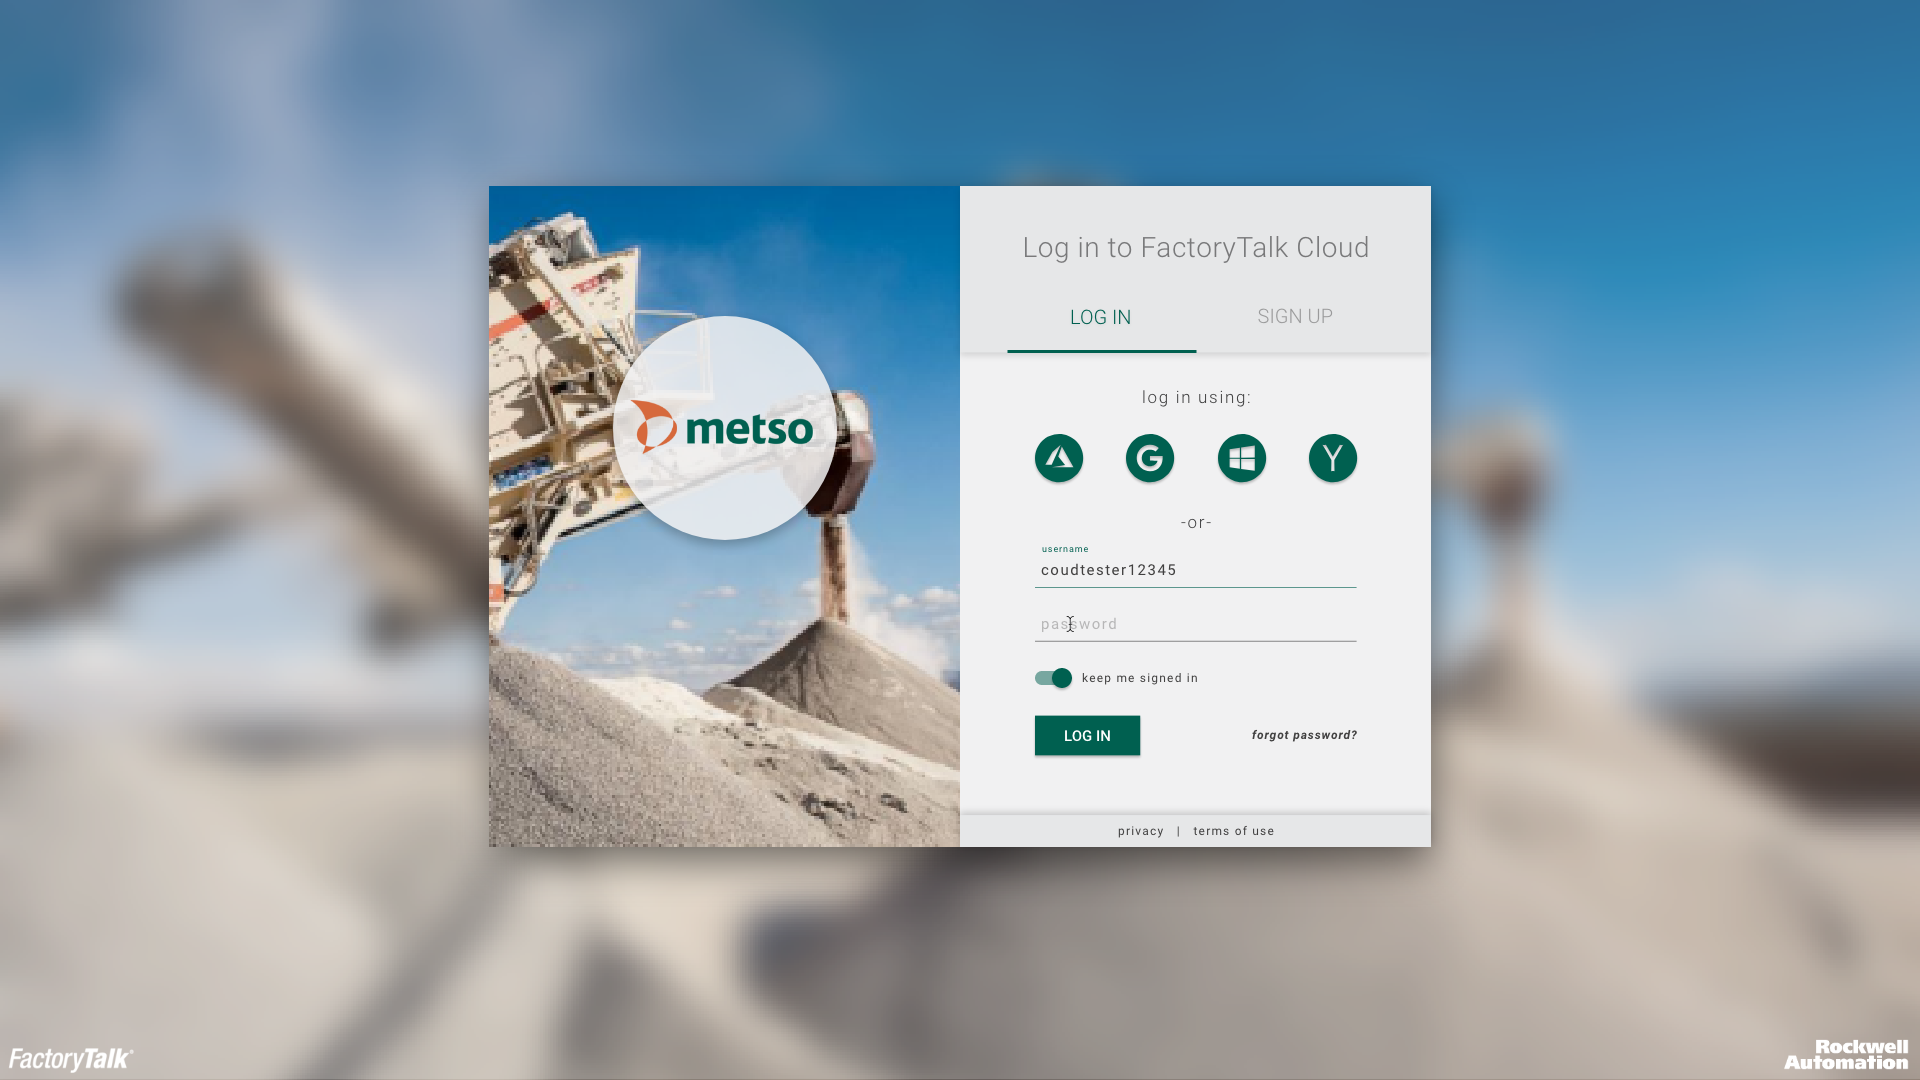 metso
Log in to FactoryTalk Cloud
LOG IN
SIGN UP
log in using:
-or-
username
coudtester12345
password
keep me signed in
LOG IN
forgot password?
privacy | terms of use
FactoryTalk
Rockwell
Automation